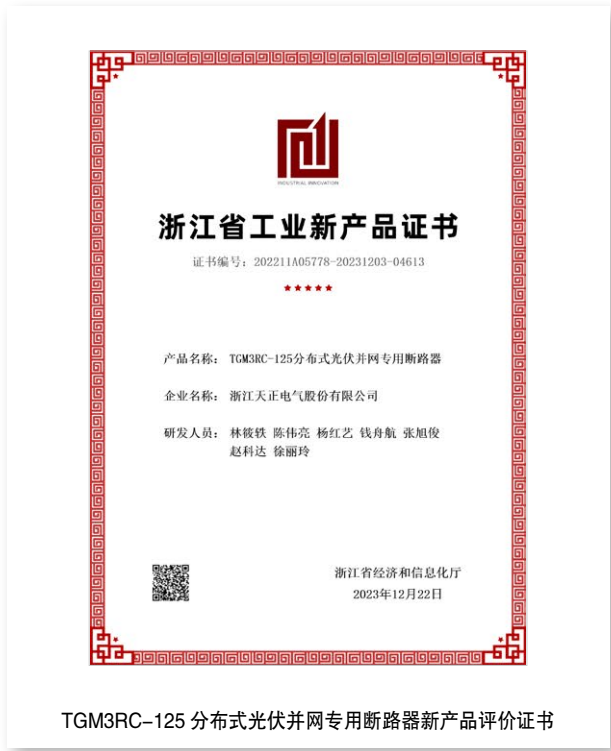 INDUSTRIAL INNOVATION
浙江省工业新产品证书
证书编号：202211A05778-20231203-04613
产品名称：TGM3RC-125分布式光伏并网专用断路器
企业名称：浙江天正电气股份有限公司
研发人员：林筱轶 陈伟亮 杨红艺 钱舟航 张旭俊
赵科达 徐丽玲
浙江省经济和信息化厅
2023年12月22日
TGM3RC-125 分布式光伏并网专用断路器新产品评价证书